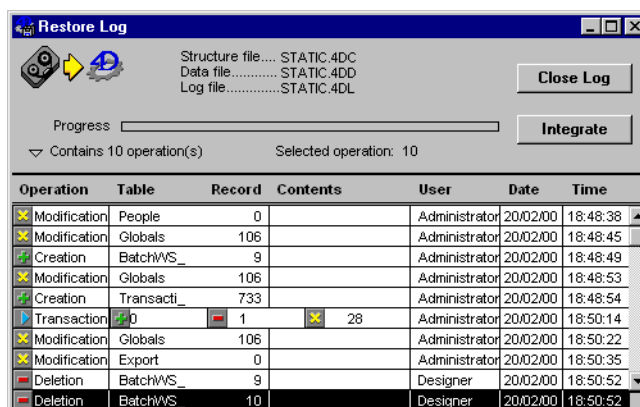 Restore Log
Structure file.... STATIC.4DC
Data file............ STATIC.4DD
Log file..............STATIC.4DL
Close Log
Progress
Integrate
Contains 10 operation(s) Selected operation: 10
Operation Table Record Contents User Date Time
Modification People 0 Administrator 20/02/00 18:48:38
Modification Globals 106 Administrator 20/02/00 18:48:45
Creation BatchWS_ 9 Administrator 20/02/00 18:48:49
Modification Globals 106 Administrator 20/02/00 18:48:53
Creation Transacti_ 733 Administrator 20/02/00 18:48:54
Transaction 0 1 28 Administrator 20/02/00 18:50:14
Modification Globals 106 Administrator 20/02/00 18:50:22
Modification Export 0 Administrator 20/02/00 18:50:35
Deletion BatchWS_ 9 Designer 20/02/00 18:50:52
Deletion BatchWS 10 Designer 20/02/00 18:50:52